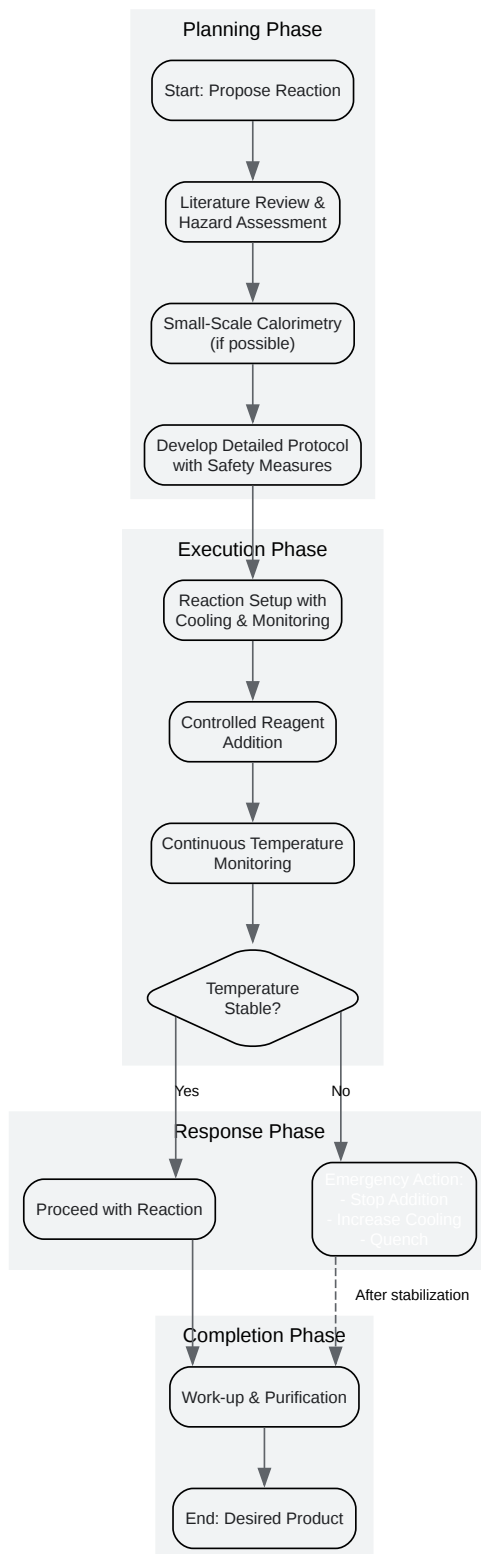 Planning Phase
Start: Propose Reaction
Literature Review &
Hazard Assessment
Small-Scale Calorimetry
(if possible)
Develop Detailed Protocol
with Safety Measures
Execution Phase
Reaction Setup with
Cooling & Monitoring
Controlled Reagent
Addition
Continuous Temperature
Monitoring
Temperature
Stable?
Yes
No
Response Phase
Proceed with Reaction
Emergency Action:
- Stop Addition
- Increase Cooling
- Quench
After stabilization
Completion Phase
Work-up & Purification
End: Desired Product